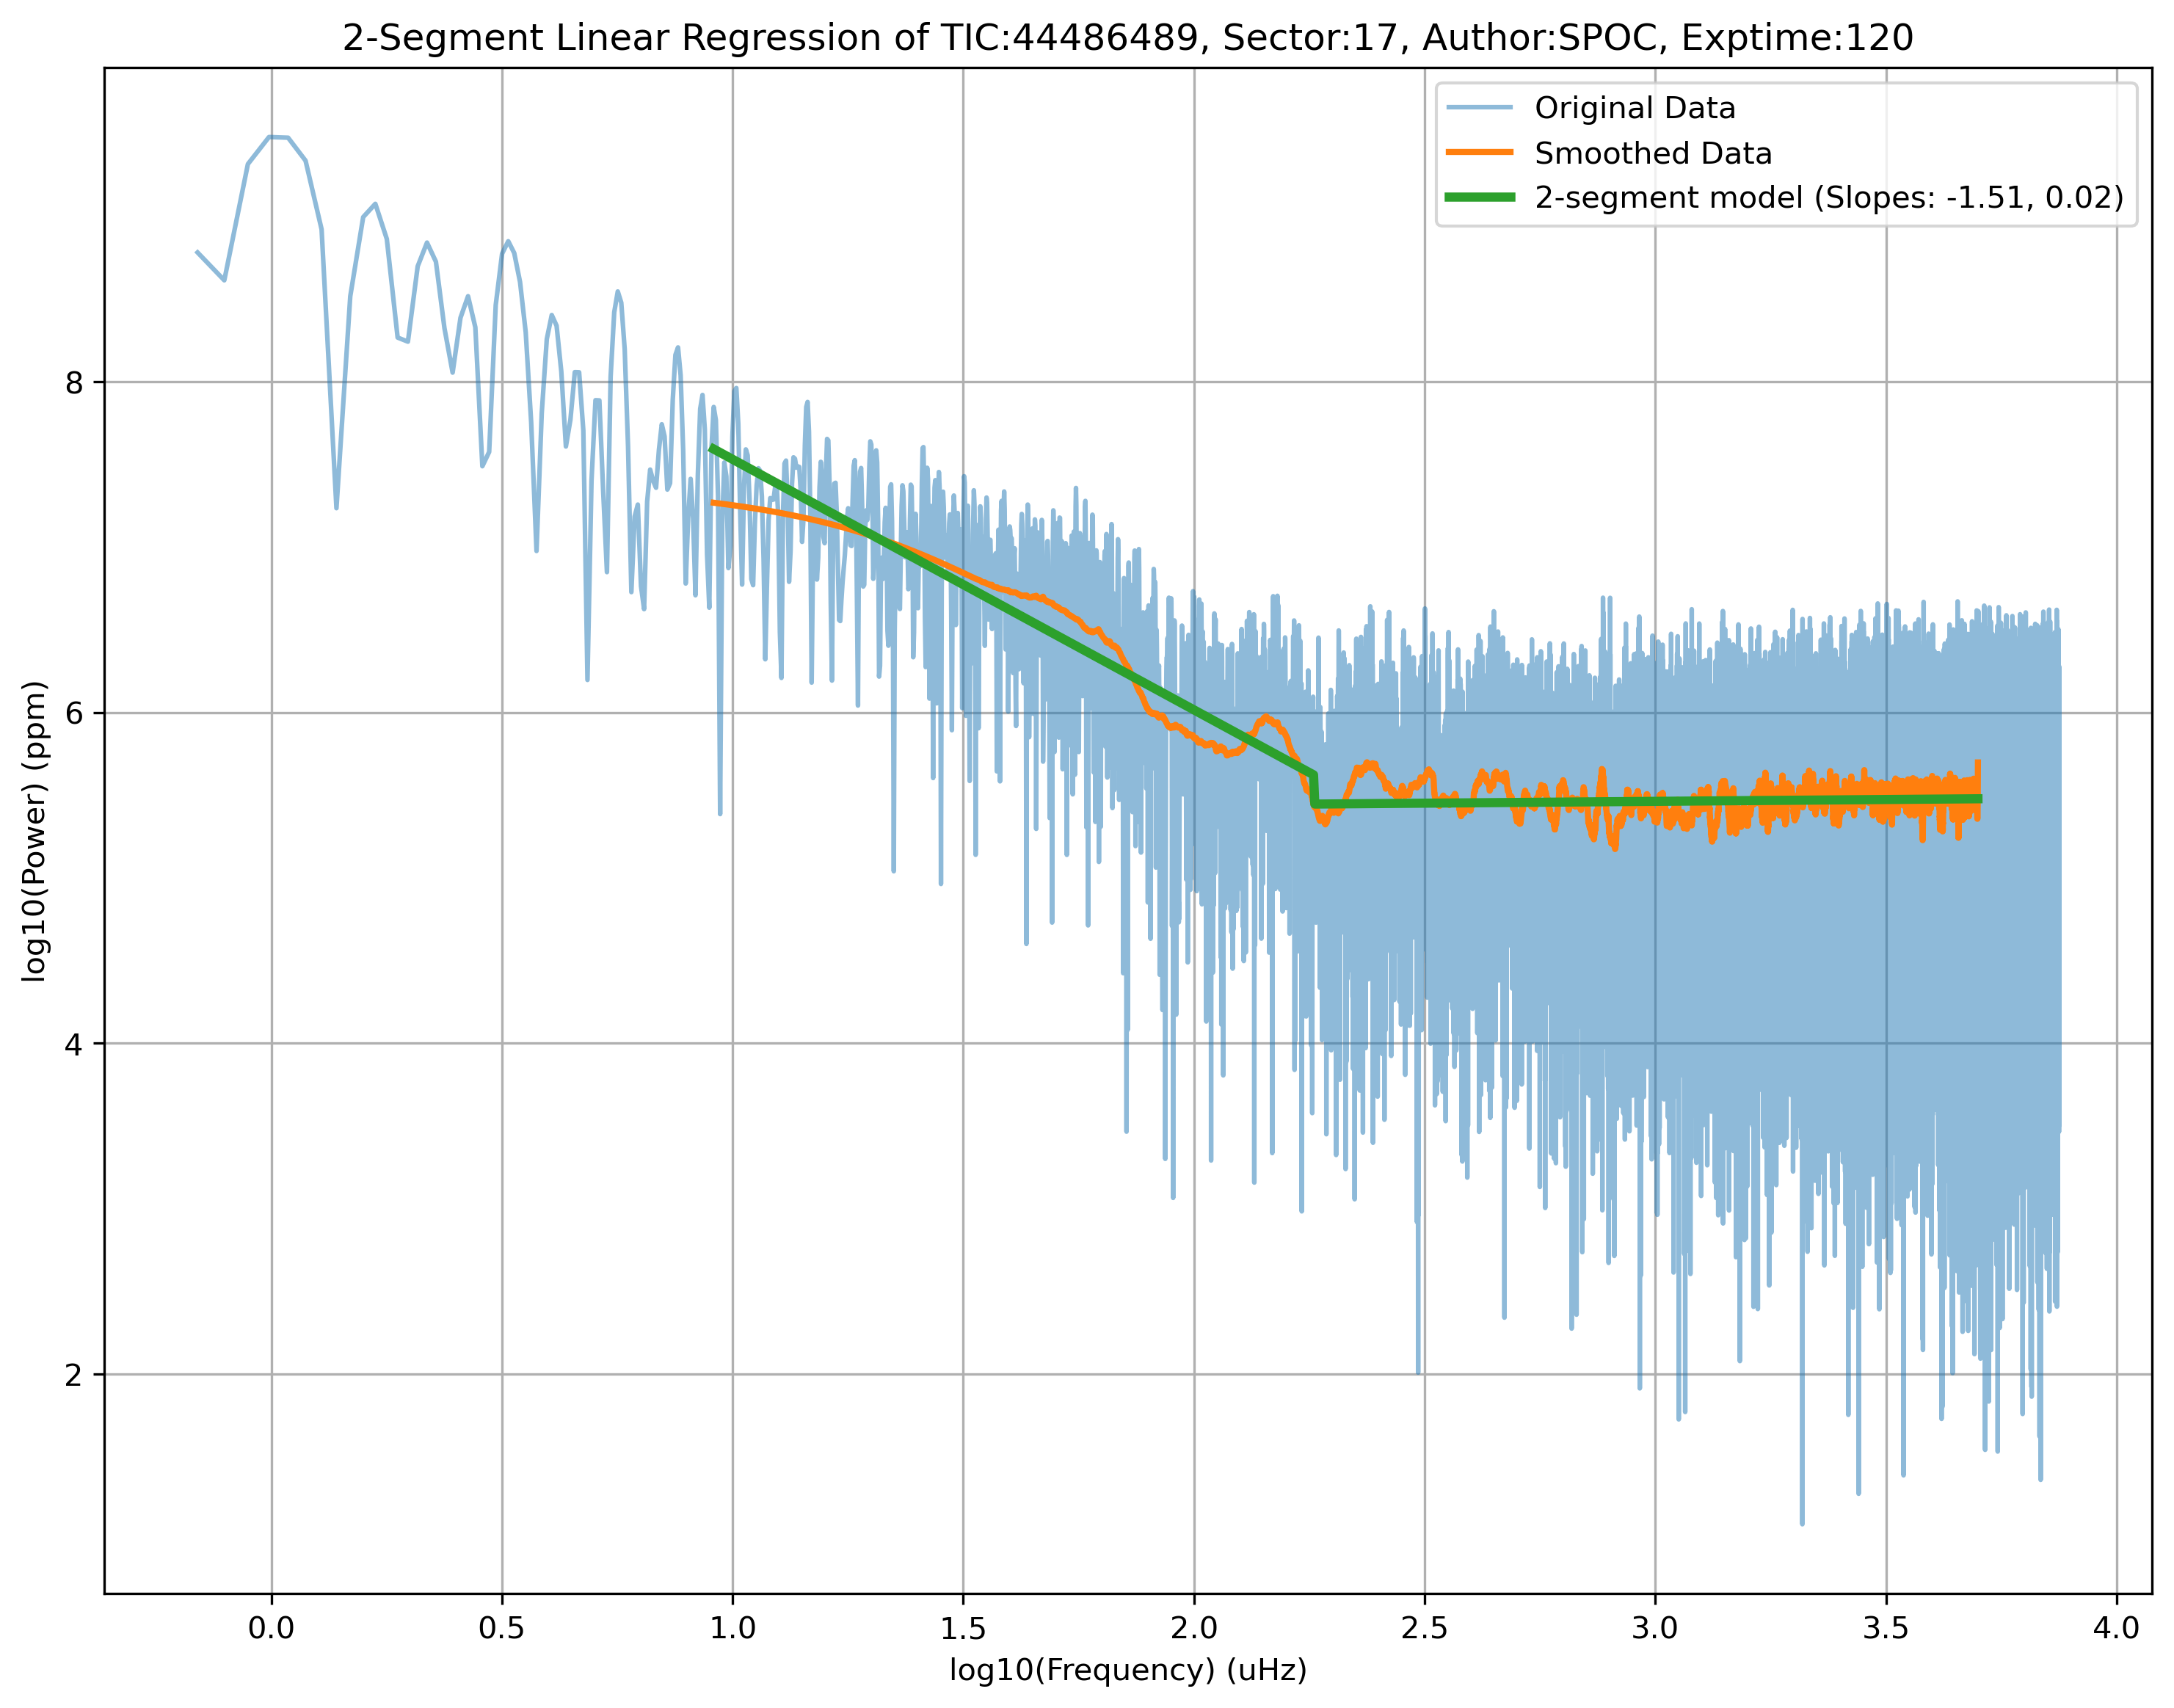 2-Segment Linear Regression of TIC:44486489, Sector:17, Author:SPOC, Exptime:120
Original Data
Smoothed Data
2-segment model (Slopes: -1.51, 0.02)
log10(Power) (ppm)
8
6
4
2
0.0 0.5 1.0 1.5 2.0 2.5 3.0 3.5 4.0
log10(Frequency) (uHz)